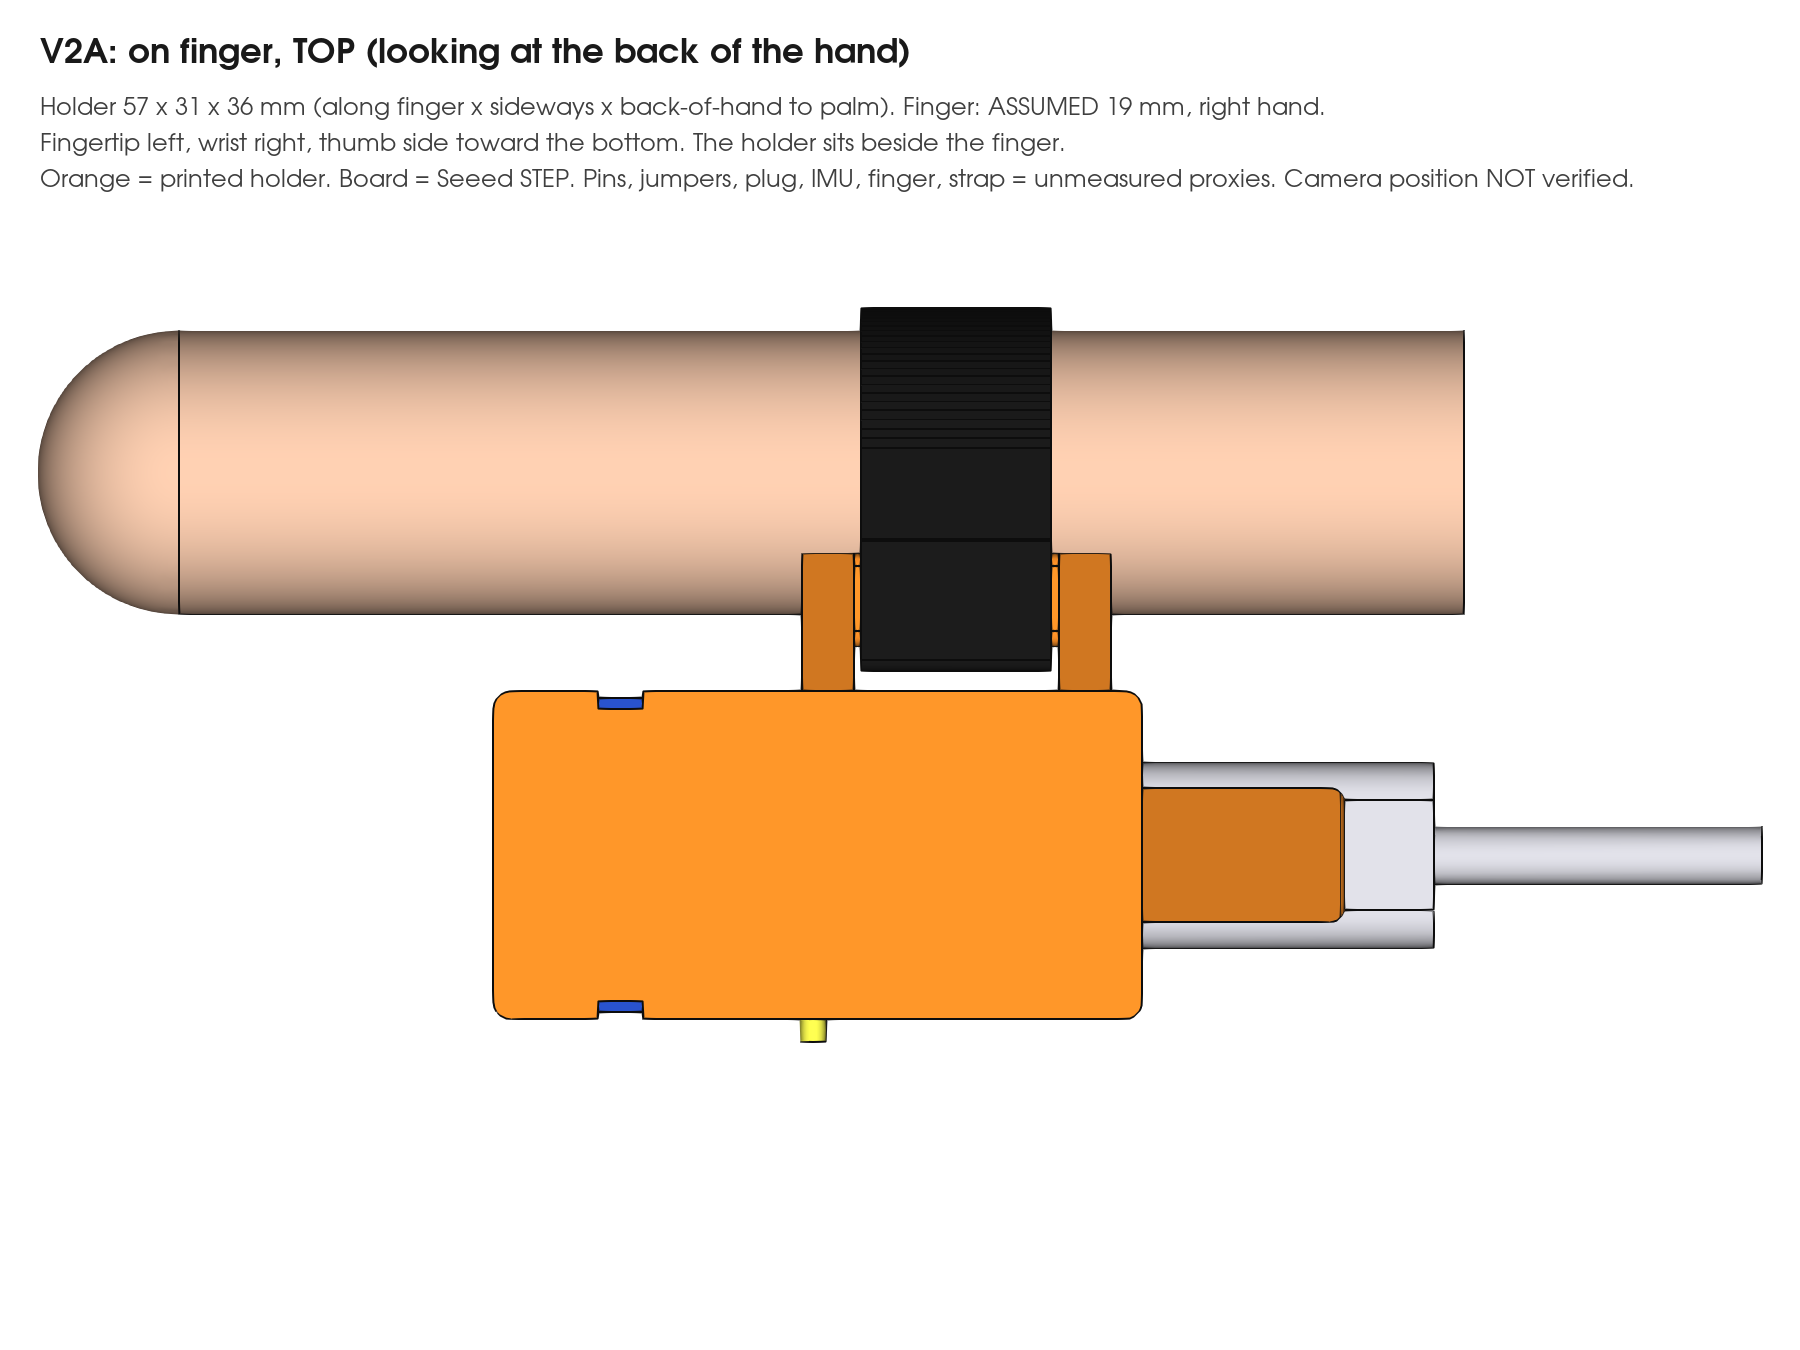 V2A: on finger, TOP (looking at the back of the hand)
Holder 57 x 31 x 36 mm (along finger x sideways x back-of-hand to palm). Finger: ASSUMED 19 mm, right hand.
Fingertip left, wrist right, thumb side toward the bottom. The holder sits beside the finger.
Orange = printed holder. Board = Seeed STEP. Pins, jumpers, plug, IMU, finger, strap = unmeasured proxies. Camera position NOT verified.